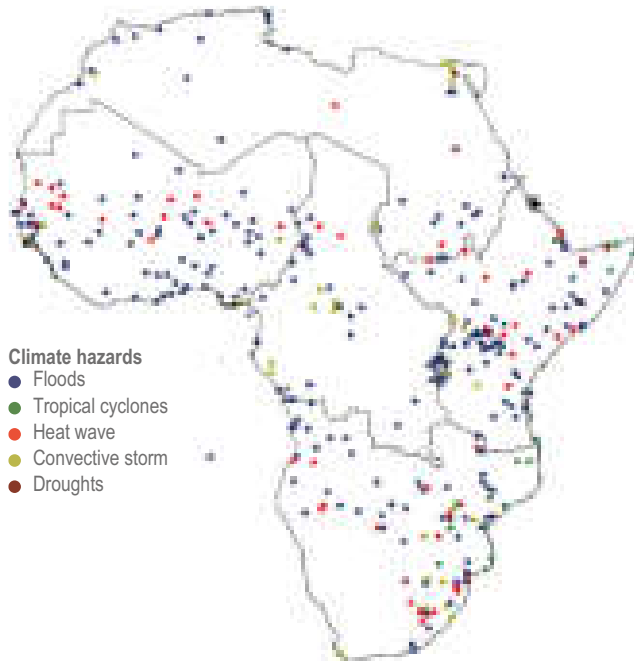 Climate hazards
Floods
Tropical cyclones
Heat wave
Convective storm
Droughts